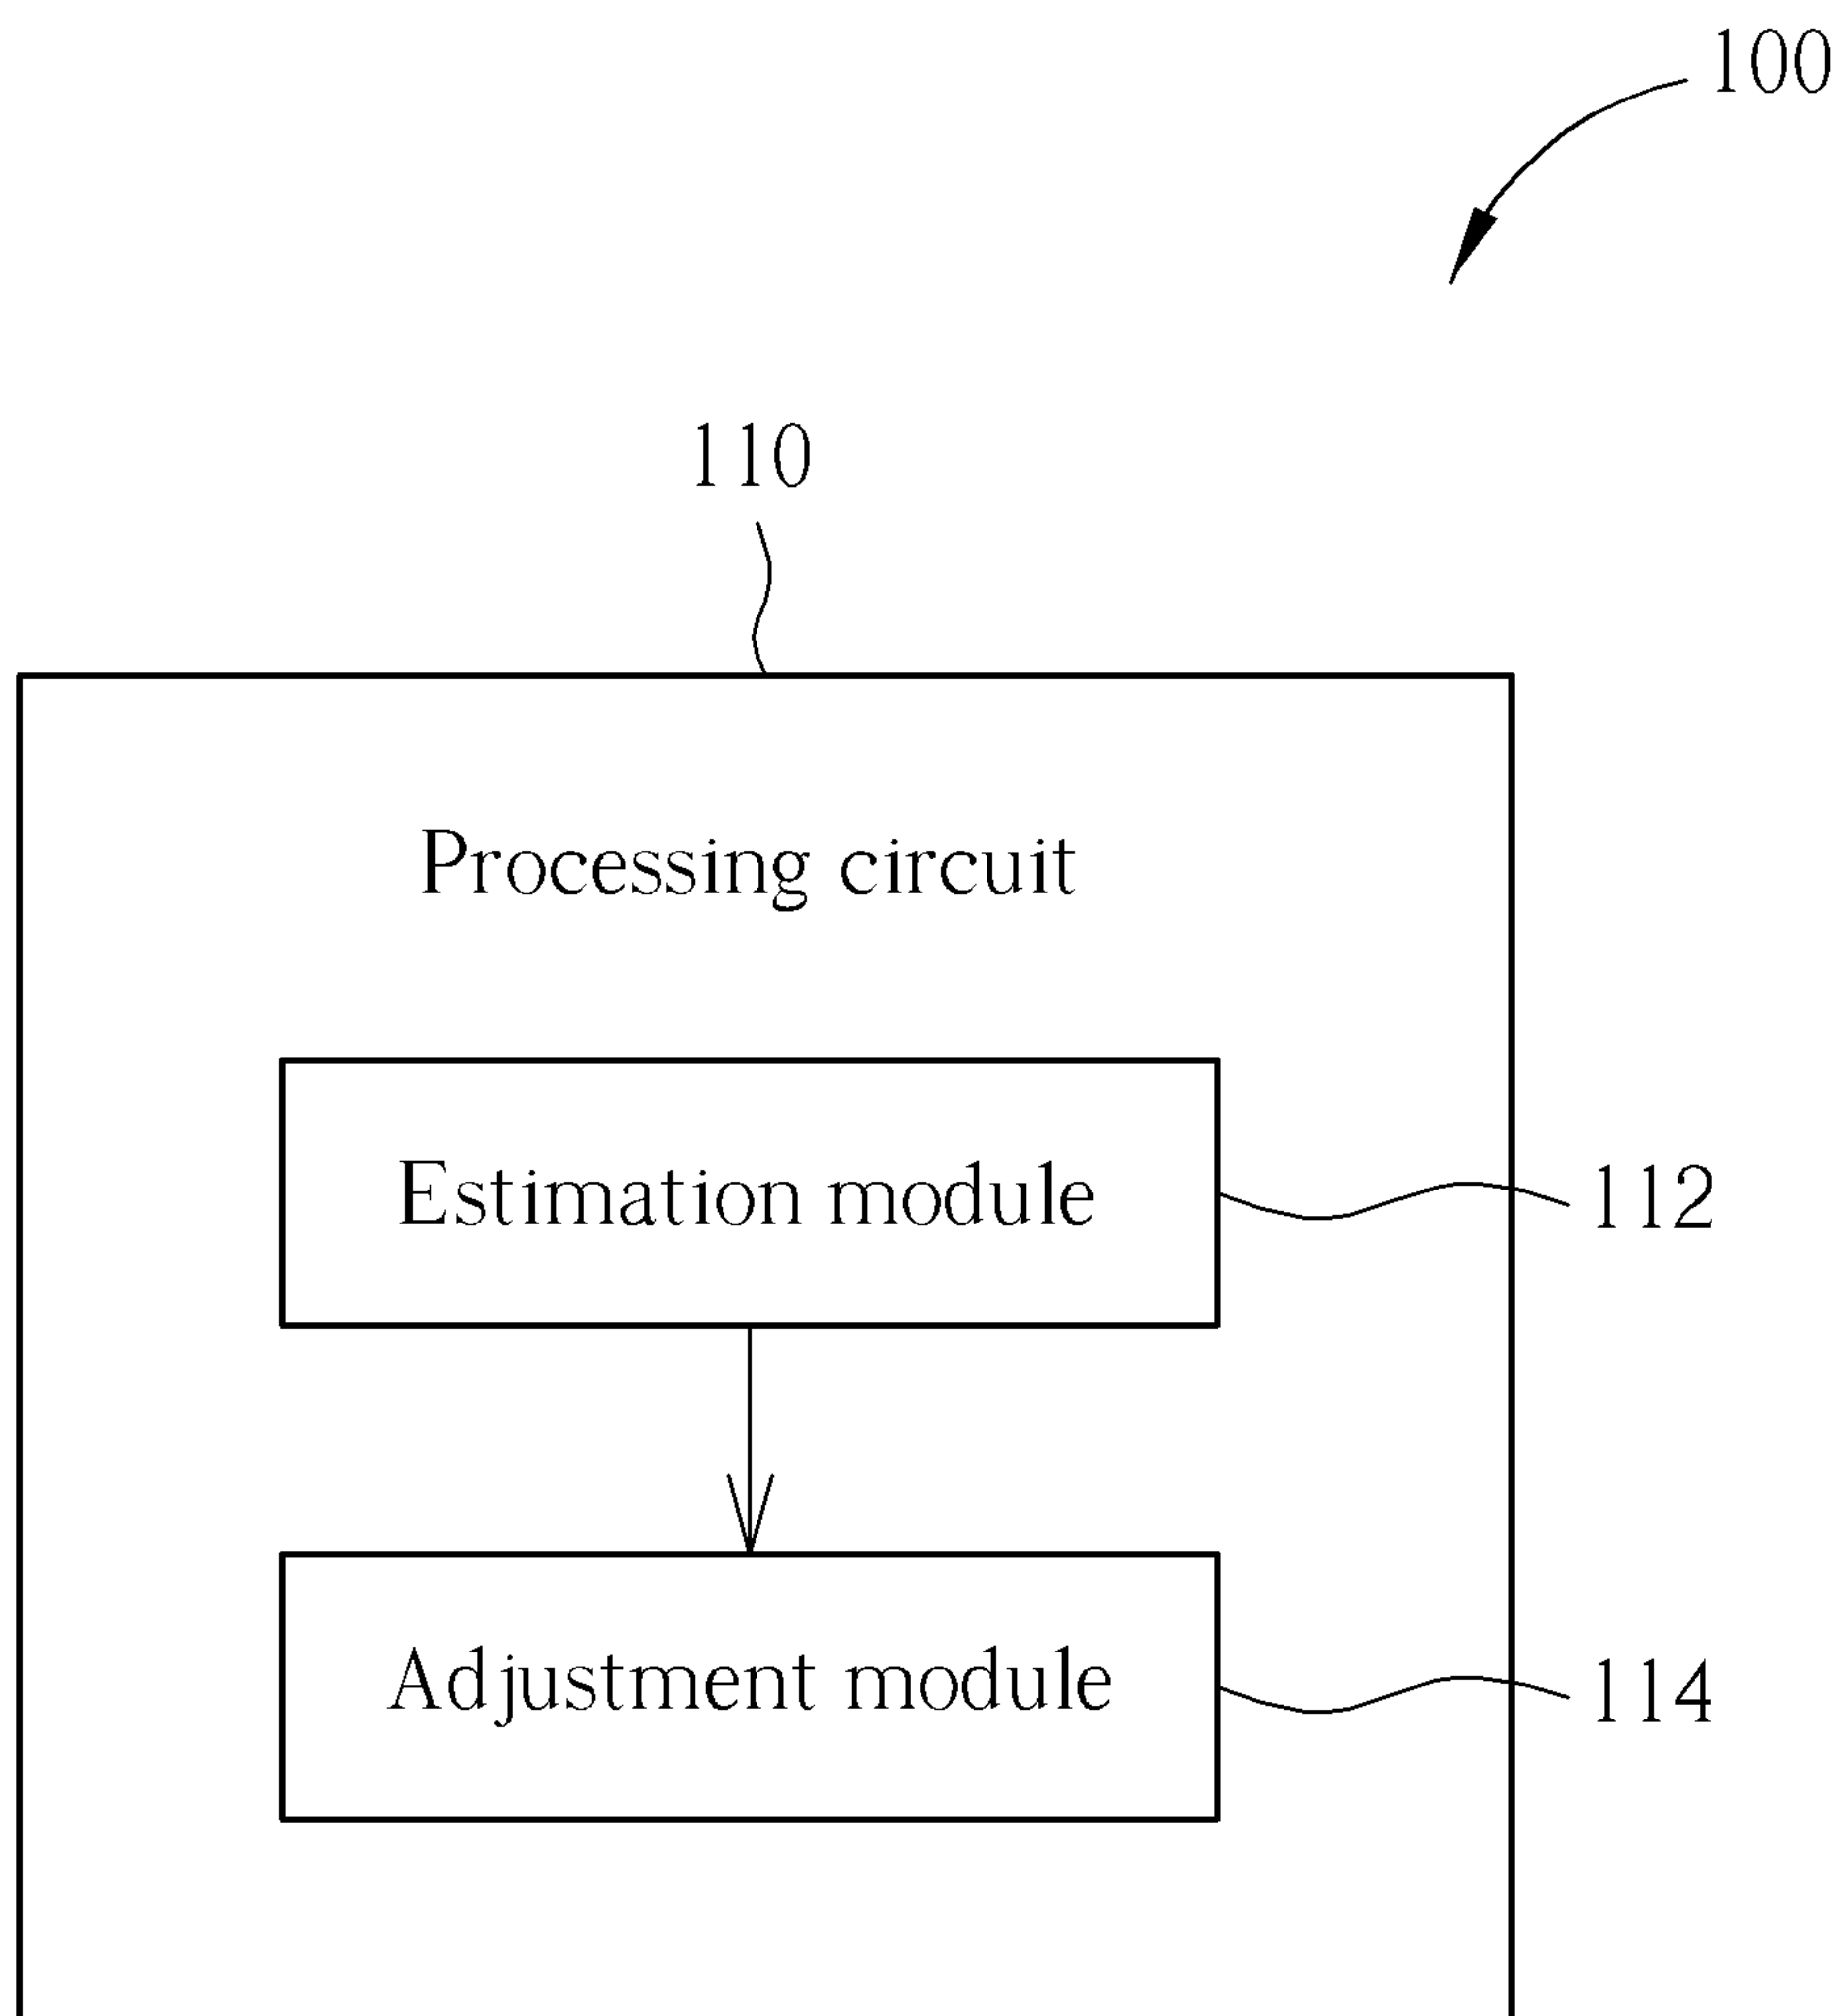 100
110
Processing circuit
Estimation module
112
Adjustment module
114